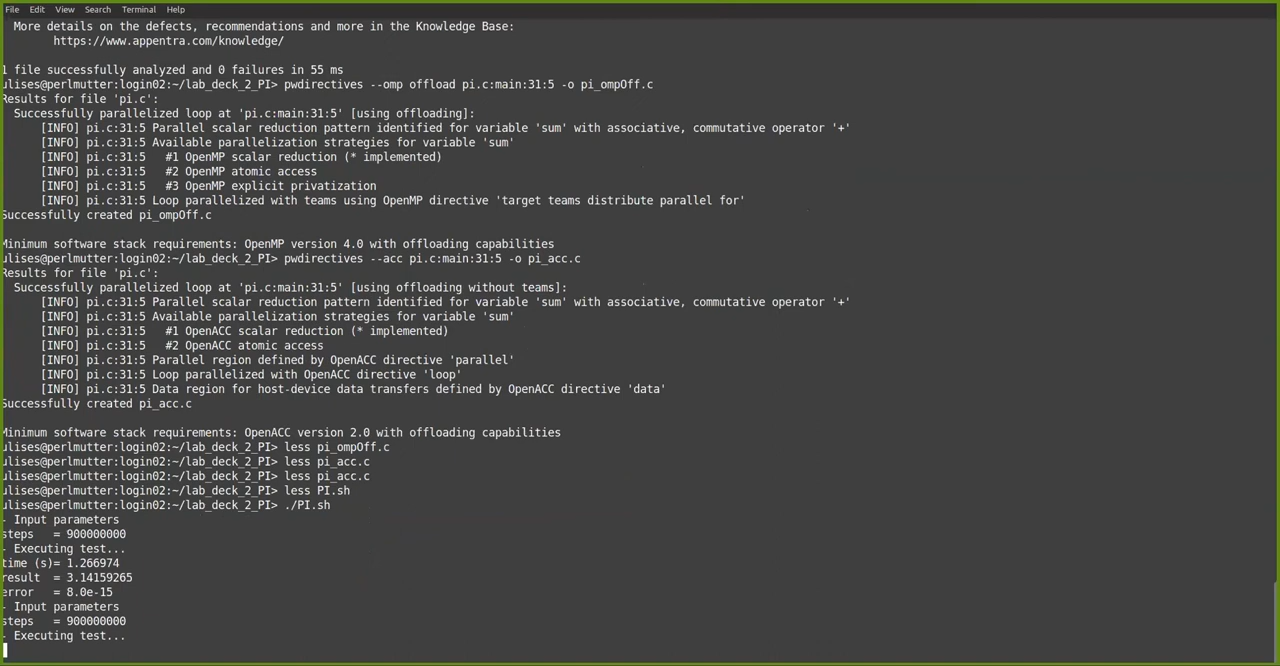 File Edit View Search Terminal Help
More details on the defects, recommendations and more in the Knowledge Base:
https://www.appentra.com/knowledge/
1 file successfully analyzed and 0 failures in 55 ms
ulises@perlmutter:login02:~/lab_deck_2_PI> pwdirectives --omp offload pi.c:main:31:5 -o pi_ompOff.c
Results for file 'pi.c':
Successfully parallelized loop at 'pi.c:main:31:5' [using offloading]:
[INFO] pi.c:31:5 Parallel scalar reduction pattern identified for variable 'sum' with associative, commutative operator '+'
[INFO] pi.c:31:5 Available parallelization strategies for variable 'sum'
[INFO] pi.c:31:5 #1 OpenMP scalar reduction (* implemented)
[INFO] pi.c:31:5 #2 OpenMP atomic access
[INFO] pi.c:31:5 #3 OpenMP explicit privatization
[INFO] pi.c:31:5 Loop parallelized with teams using OpenMP directive 'target teams distribute parallel for'
Successfully created pi_ompOff.c
Minimum software stack requirements: OpenMP version 4.0 with offloading capabilities
ulises@perlmutter:login02:~/lab_deck_2_PI> pwdirectives --acc pi.c:main:31:5 -o pi_acc.c
Results for file 'pi.c':
Successfully parallelized loop at 'pi.c:main:31:5' [using offloading without teams]:
[INFO] pi.c:31:5 Parallel scalar reduction pattern identified for variable 'sum' with associative, commutative operator '+'
[INFO] pi.c:31:5 Available parallelization strategies for variable 'sum'
[INFO] pi.c:31:5 #1 OpenACC scalar reduction (* implemented)
[INFO] pi.c:31:5 #2 OpenACC atomic access
[INFO] pi.c:31:5 Parallel region defined by OpenACC directive 'parallel'
[INFO] pi.c:31:5 Loop parallelized with OpenACC directive 'loop'
[INFO] pi.c:31:5 Data region for host-device data transfers defined by OpenACC directive 'data'
Successfully created pi_acc.c
Minimum software stack requirements: OpenACC version 2.0 with offloading capabilities
ulises@perlmutter:login02:~/lab_deck_2_PI> less pi_ompOff.c
ulises@perlmutter:login02:~/lab_deck_2_PI> less pi_acc.c
ulises@perlmutter:login02:~/lab_deck_2_PI> less pi_acc.c
ulises@perlmutter:login02:~/lab_deck_2_PI> less PI.sh
ulises@perlmutter:login02:~/lab_deck_2_PI> ./PI.sh
- Input parameters
steps = 900000000
- Executing test...
time (s)= 1.266974
result = 3.14159265
error = 8.0e-15
- Input parameters
steps = 900000000
- Executing test...